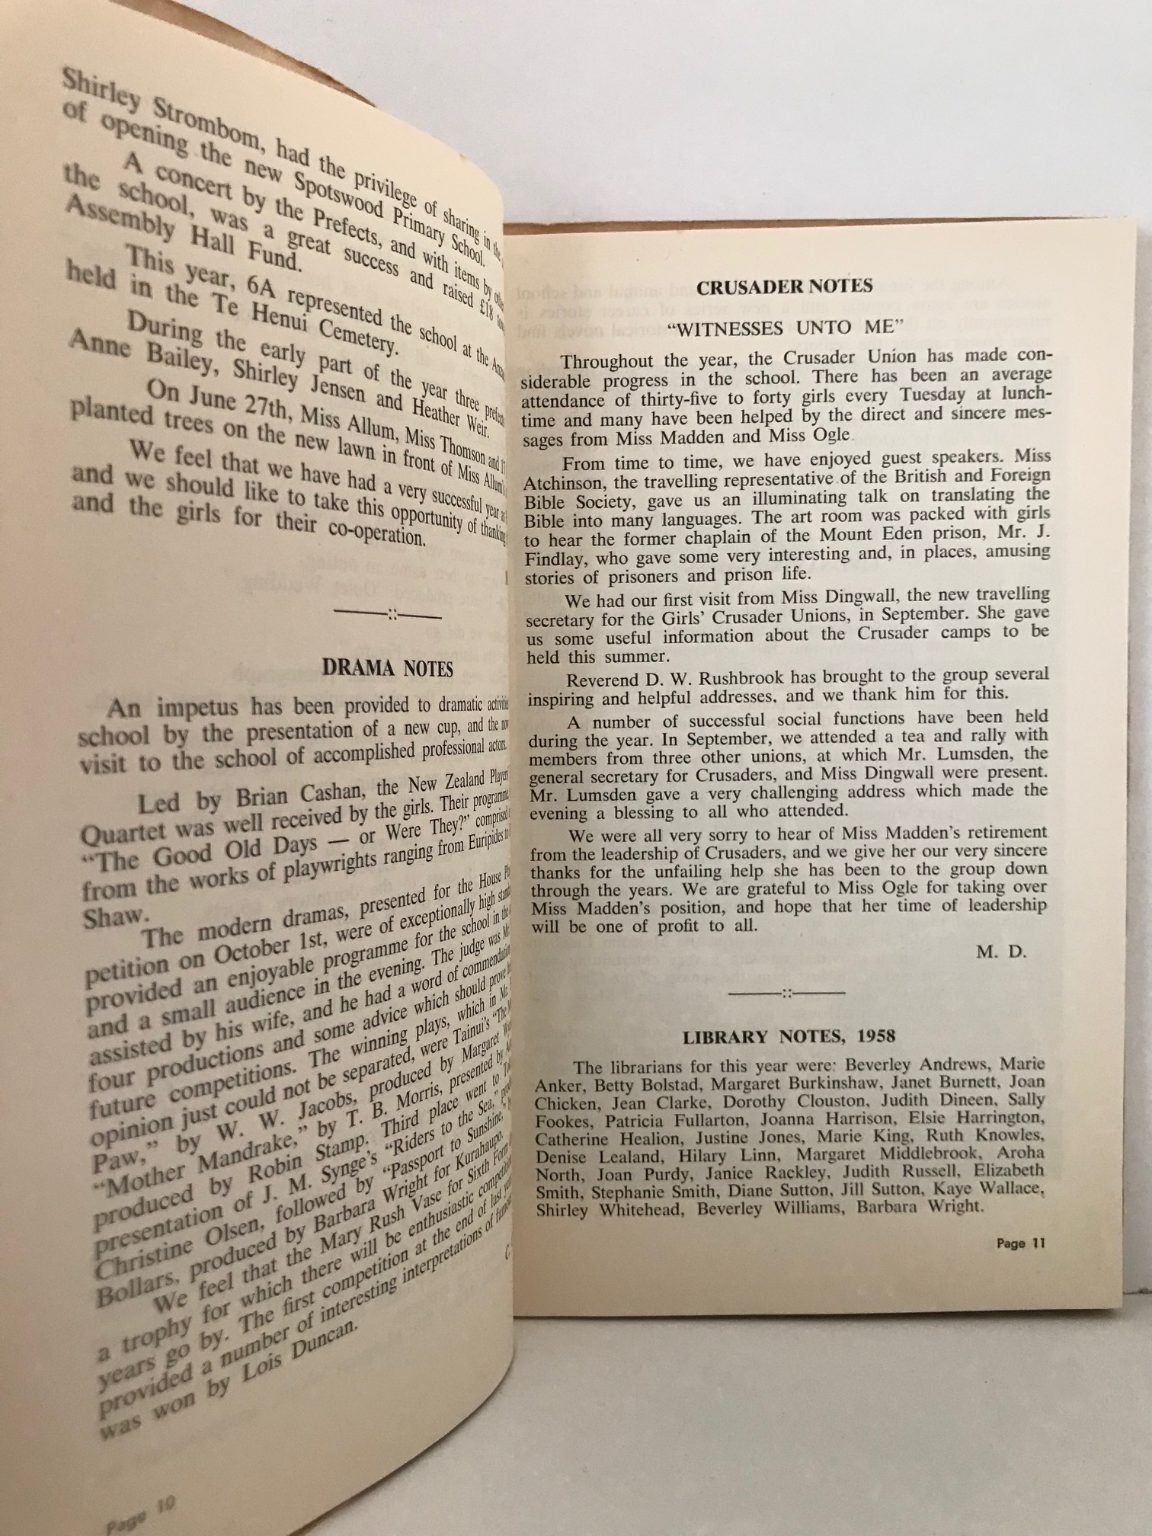 Shirley Strombom, had the privilege of sharing in the
of opening the new Spotswood Primary School.
A concert by the Prefects, and with items by
the school, was a great success and raised £18
Assembly Hall Fund.
This year, 6A represented the school at the
held in the Te Henui Cemetery.
During the early part of the year three
Anne Bailey, Shirley Jensen and Heather Weir.
On June 27th, Miss Allum, Miss Thomson and
planted trees on the new lawn in front of Miss
We feel that we have had a very successful year
and we should like to take this opportunity of thanking
and the girls for their co-operation.
DRAMA NOTES
An impetus has been provided to dramatic
school by the presentation of a new cup, and the
visit to the school of accomplished professional
Led by Brian Cashan, the New Zealand
Quartet was well received by the girls. Their
“The Good Old Days — or Were They?”
from the works of playwrights ranging from Euripides
Shaw.
The modern dramas, presented for the House
petition on October 1st, were of exceptionally high
provided an enjoyable programme for the school in the
and a small audience in the evening. The judge was
assisted by his wife, and he had a word of
four productions and some advice which should prove
future competitions. The winning plays, which in Mr.
opinion just could not be separated, were Tainui's “The
Paw,” by W. W. Jacobs, produced by Margaret
“Mother Mandrake,” by T. B. Morris, presented by
produced by Robin Stamp. Third place went to
presentation of J. M. Synge's “Riders to the Sea,”
Christine Olsen, followed by “Passport to Sunshine,”
Bollars, produced by Barbara Wright for Kurahaupo.
We feel that the Mary Rush Vase for Sixth Form
a trophy for which there will be enthusiastic
years go by. The first competition at the end of last
provided a number of interesting interpretations of
was won by Lois Duncan.
Page 10
CRUSADER NOTES
“WITNESSES UNTO ME”
Throughout the year, the Crusader Union has made con-
siderable progress in the school. There has been an average
attendance of thirty-five to forty girls every Tuesday at lunch-
time and many have been helped by the direct and sincere mes-
sages from Miss Madden and Miss Ogle.
From time to time, we have enjoyed guest speakers. Miss
Atchinson, the travelling representative of the British and Foreign
Bible Society, gave us an illuminating talk on translating the
Bible into many languages. The art room was packed with girls
to hear the former chaplain of the Mount Eden prison, Mr. J.
Findlay, who gave some very interesting and, in places, amusing
stories of prisoners and prison life.
We had our first visit from Miss Dingwall, the new travelling
secretary for the Girls' Crusader Unions, in September. She gave
us some useful information about the Crusader camps to be
held this summer.
Reverend D. W. Rushbrook has brought to the group several
inspiring and helpful addresses, and we thank him for this.
A number of successful social functions have been held
during the year. In September, we attended a tea and rally with
members from three other unions, at which Mr. Lumsden, the
general secretary for Crusaders, and Miss Dingwall were present.
Mr. Lumsden gave a very challenging address which made the
evening a blessing to all who attended.
We were all very sorry to hear of Miss Madden's retirement
from the leadership of Crusaders, and we give her our very sincere
thanks for the unfailing help she has been to the group down
through the years. We are grateful to Miss Ogle for taking over
Miss Madden's position, and hope that her time of leadership
will be one of profit to all.
M. D.
LIBRARY NOTES, 1958
The librarians for this year were: Beverley Andrews, Marie
Anker, Betty Bolstad, Margaret Burkinshaw, Janet Burnett, Joan
Chicken, Jean Clarke, Dorothy Clouston, Judith Dineen, Sally
Fookes, Patricia Fullarton, Joanna Harrison, Elsie Harrington,
Catherine Healion, Justine Jones, Marie King, Ruth Knowles,
Denise Lealand, Hilary Linn, Margaret Middlebrook, Aroha
North, Joan Purdy, Janice Rackley, Judith Russell, Elizabeth
Smith, Stephanie Smith, Diane Sutton, Jill Sutton, Kaye Wallace,
Shirley Whitehead, Beverley Williams, Barbara Wright.
Page 11